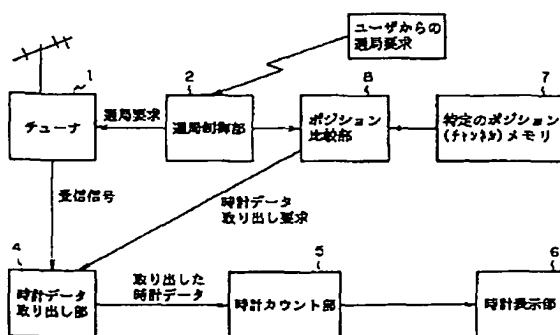 ユーザからの
選局要求
1
2
8
7
チューナ
選局要求
選局制御部
ポジション
比較部
特定のポジション
(チャンネル)メモリ
受信信号
時計データ
取り出し要求
4
5
6
時計データ
取り出し部
取り出した
時計データ
時計カウント部
時計表示部